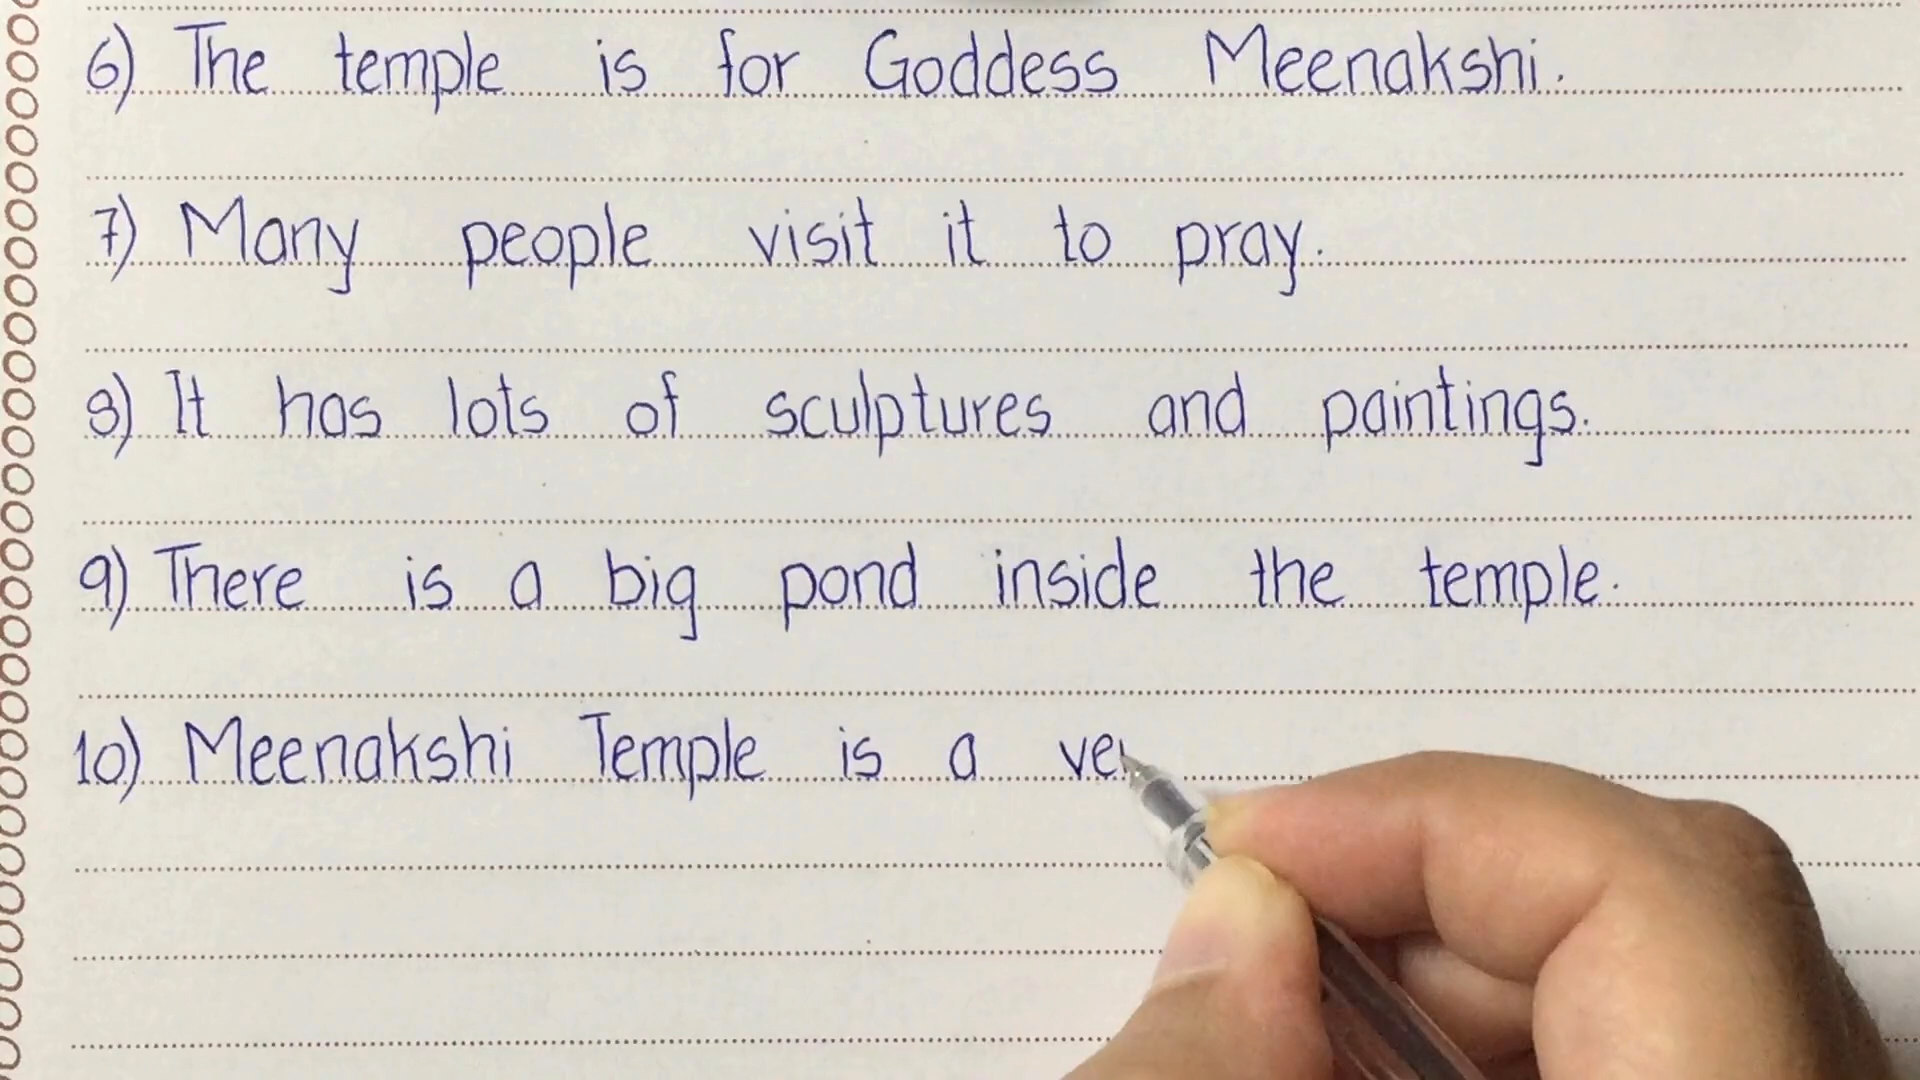 6) The temple is for Goddess Meenakshi.
7) Many people visit it to pray.
8) It has lots of sculptures and paintings.
9) There is a big pond inside the temple.
10) Meenakshi Temple is a ve